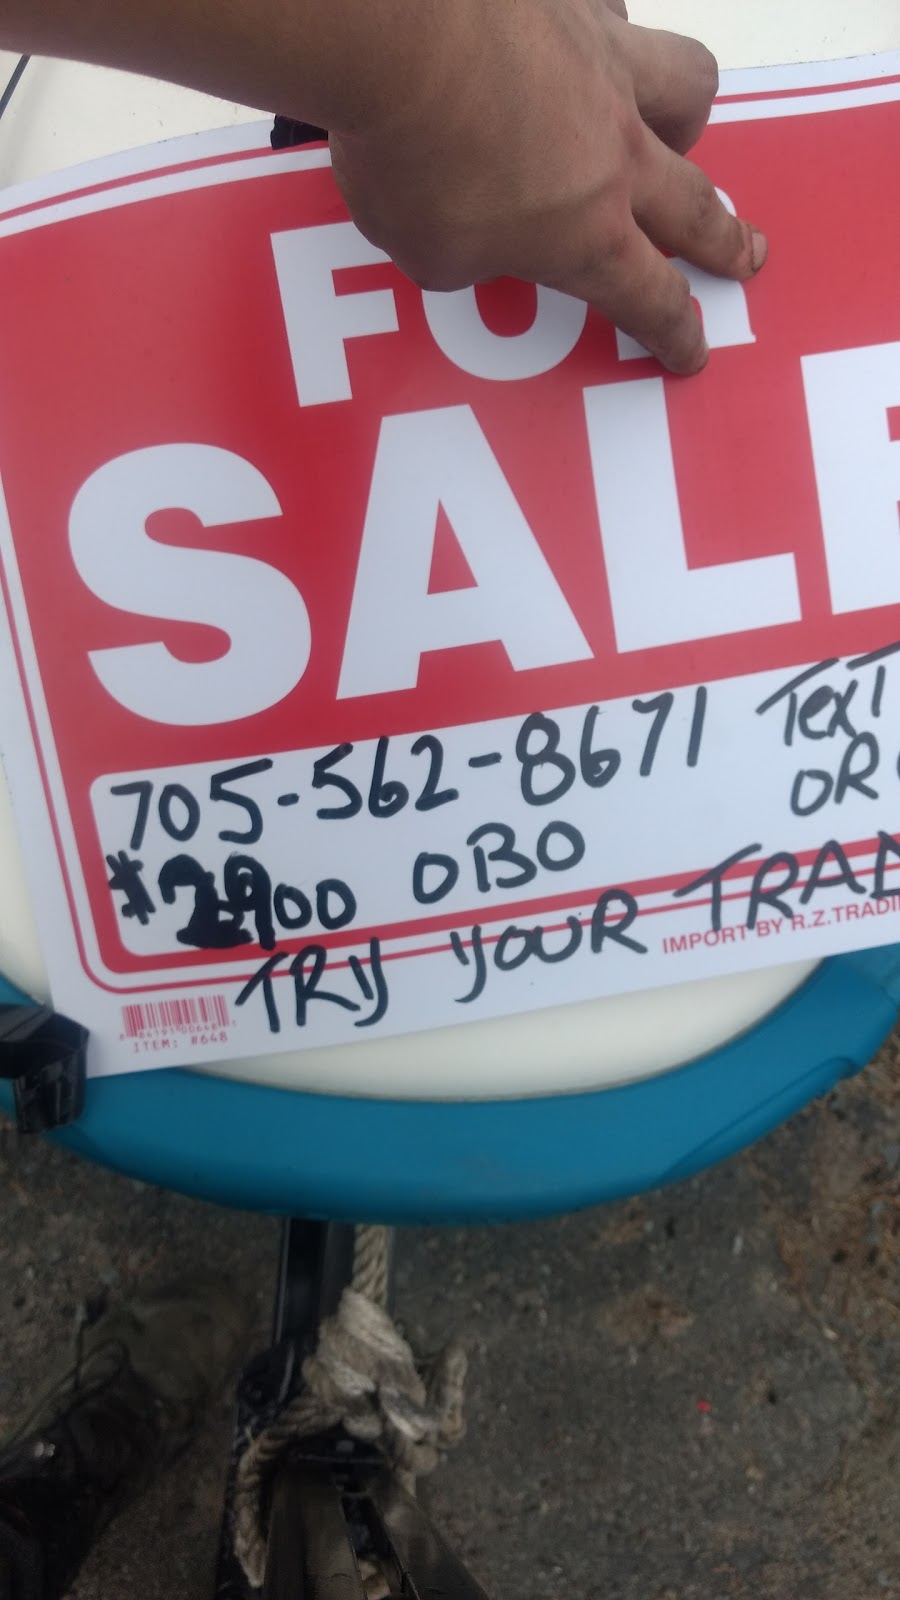 FOR
SALE
705-562-8671 TEXT
OR
$2900 OBO
TRY YOUR TRAD
IMPORT BY R.Z.TRADI
ITEM: #648